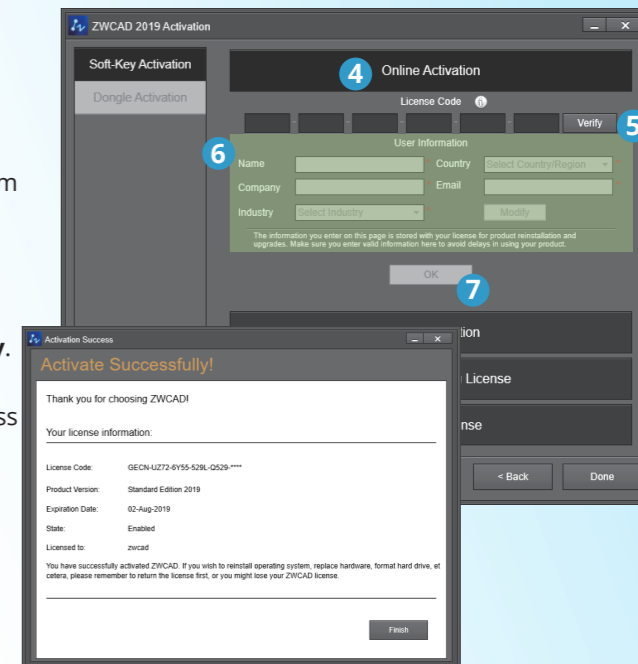 ZWCAD 2019 Activation
Soft-Key Activation
Dongle Activation
4
Online Activation
License Code
Verify
5
6
User Information
Name * Country Select Country/Region *
Company * Email *
Industry Select Industry * Modify
The information you enter on this page is stored with your license for product reinstallation and
upgrades. Make sure you enter valid information here to avoid delays in using your product.
OK
7
License
< Back
Done
Activation Success
Activate Successfully!
Thank you for choosing ZWCAD!
Your license information:
License Code: GECN-UZ72-6Y55-529L-Q529-****
Product Version: Standard Edition 2019
Expiration Date: 02-Aug-2019
State: Enabled
Licensed to: zwcad
You have successfully activated ZWCAD. If you wish to reinstall operating system, replace hardware, format hard drive, et
cetera, please remember to return the license first, or you might lose your ZWCAD license.
Finish